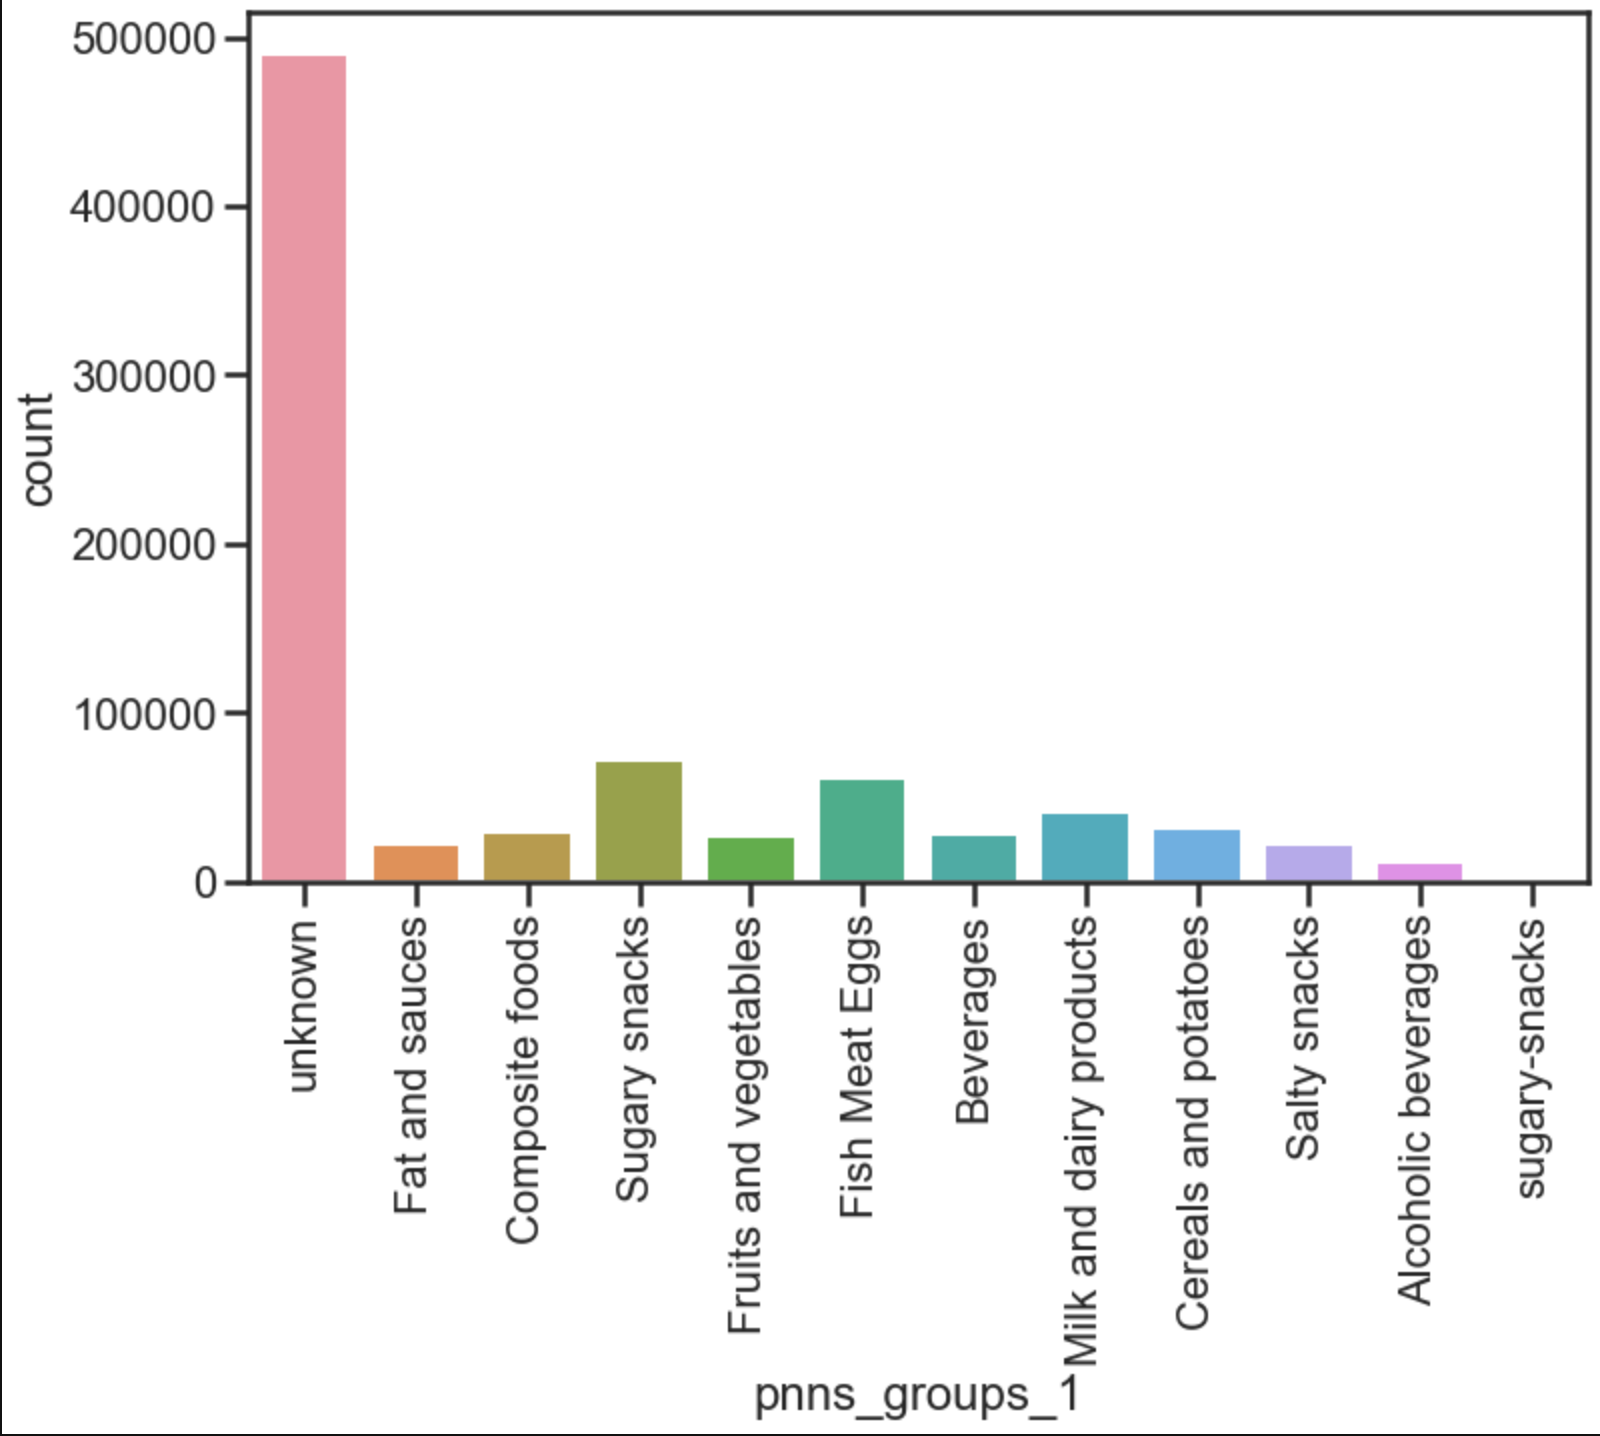 500000
400000
300000
200000
100000
0
count
unknown
Fat and sauces
Composite foods
Sugary snacks
Fruits and vegetables
Fish Meat Eggs
Beverages
Milk and dairy products
Cereals and potatoes
Salty snacks
Alcoholic beverages
sugary-snacks
pnns_groups_1